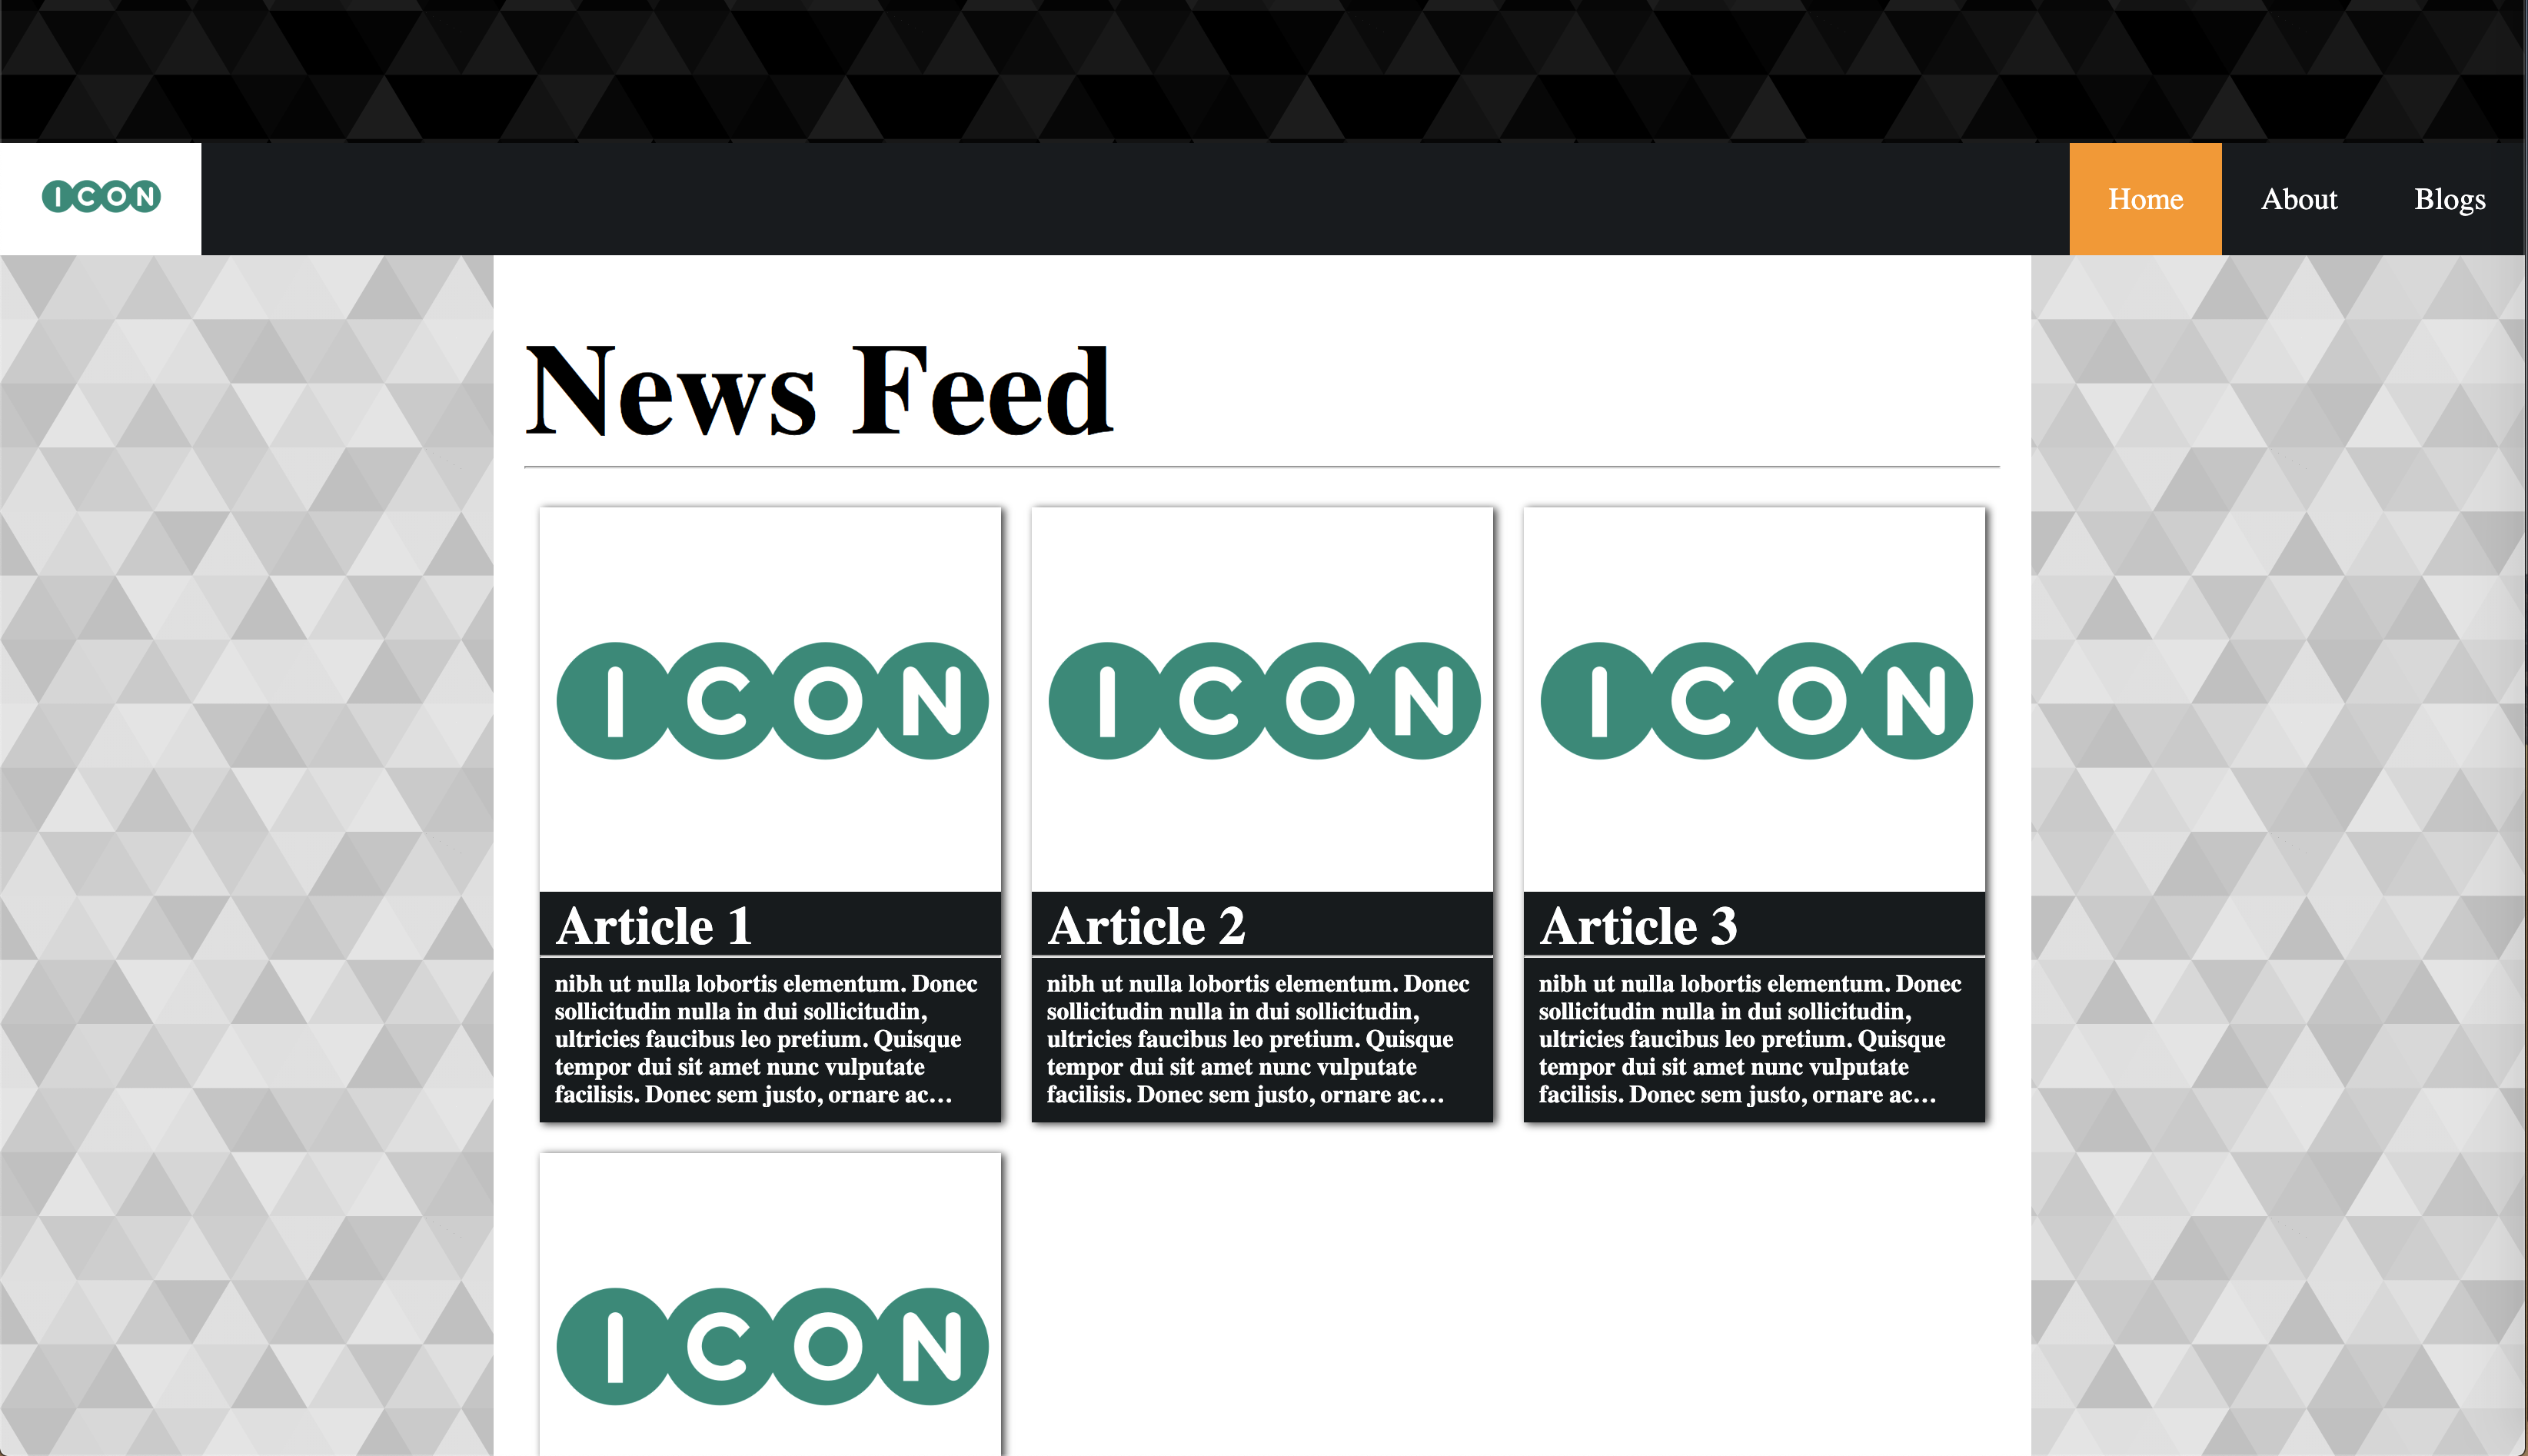 ICON
Home About Blogs
News Feed
ICON ICON ICON
Article 1
nibh ut nulla lobortis elementum. Donec
sollicitudin nulla in dui sollicitudin,
ultricies faucibus leo pretium. Quisque
tempor dui sit amet nunc vulputate
facilisis. Donec sem justo, ornare ac...
Article 2
nibh ut nulla lobortis elementum. Donec
sollicitudin nulla in dui sollicitudin,
ultricies faucibus leo pretium. Quisque
tempor dui sit amet nunc vulputate
facilisis. Donec sem justo, ornare ac...
Article 3
nibh ut nulla lobortis elementum. Donec
sollicitudin nulla in dui sollicitudin,
ultricies faucibus leo pretium. Quisque
tempor dui sit amet nunc vulputate
facilisis. Donec sem justo, ornare ac...
ICON